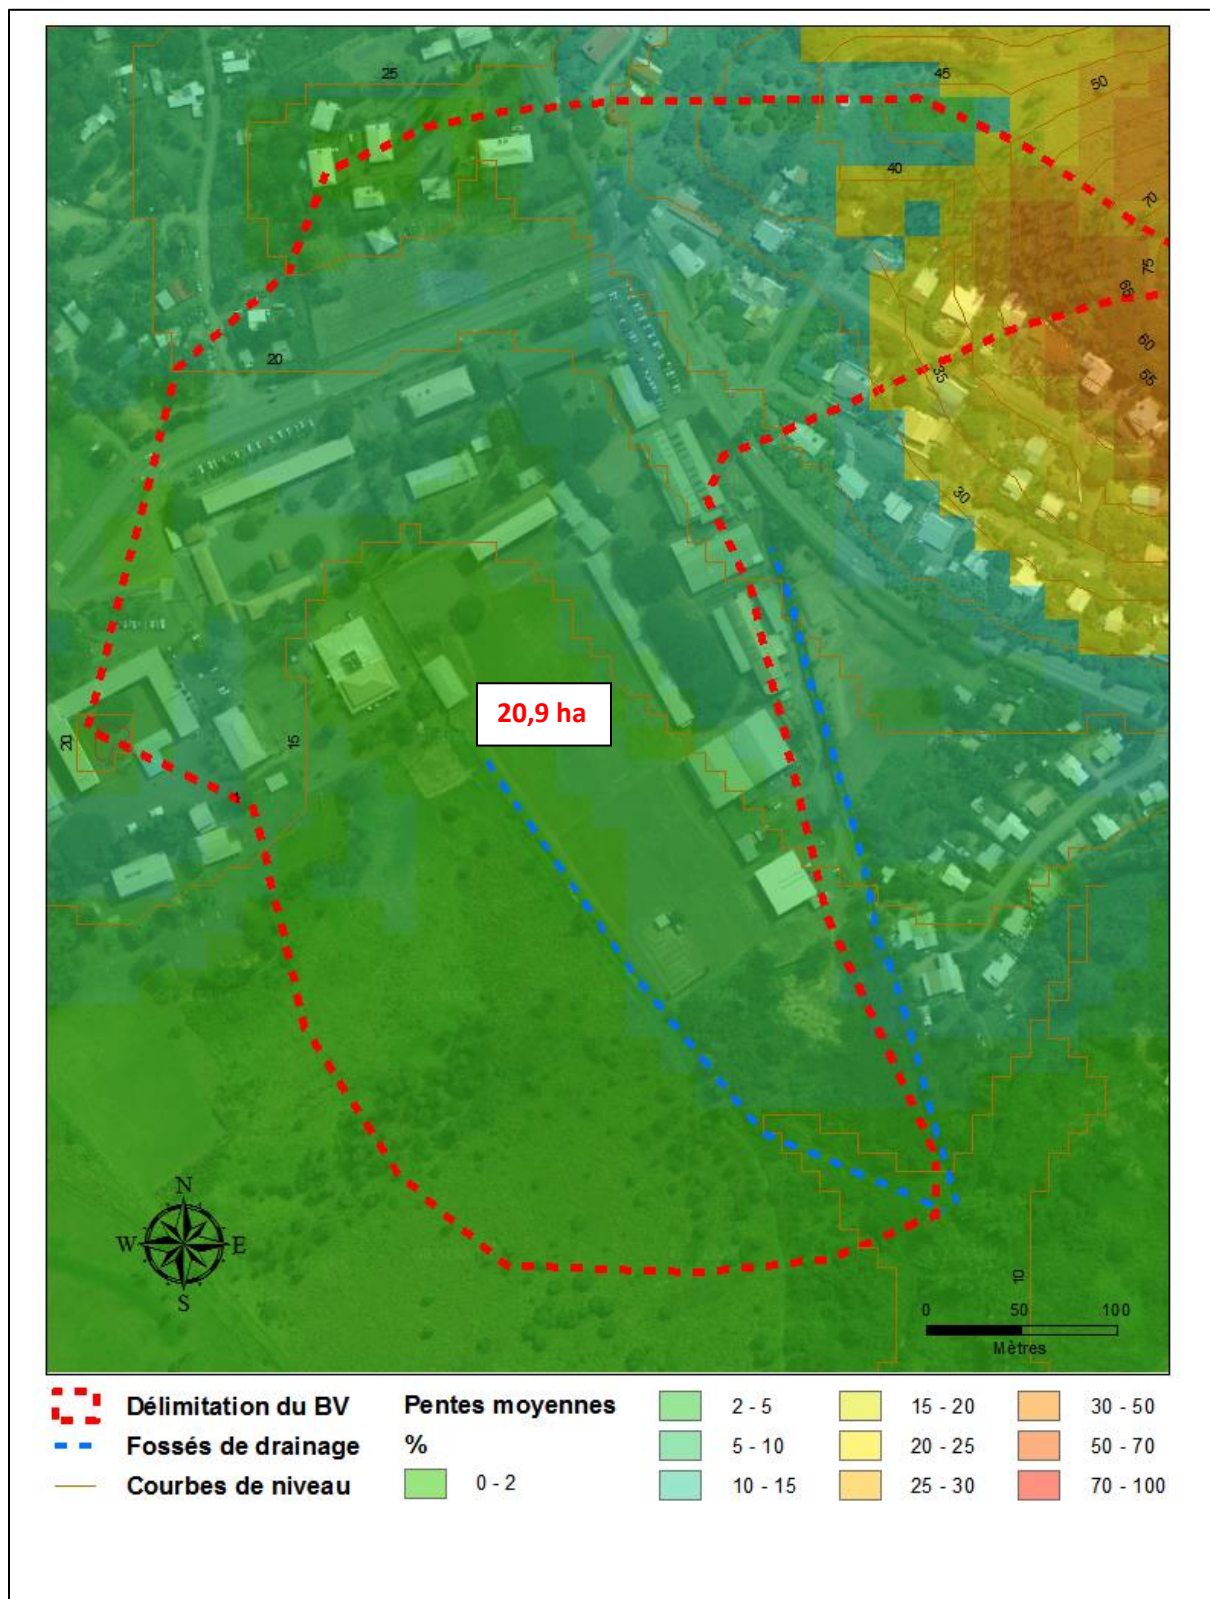 25
45
50
40
70
75
65
60
55
20
35
30
20,9 ha
20
15
N
W E
S
10
0 50 100
Mètres
Délimitation du BV
Fossés de drainage
Courbes de niveau
Pentes moyennes
%
0 - 2
2 - 5
5 - 10
10 - 15
15 - 20
20 - 25
25 - 30
30 - 50
50 - 70
70 - 100